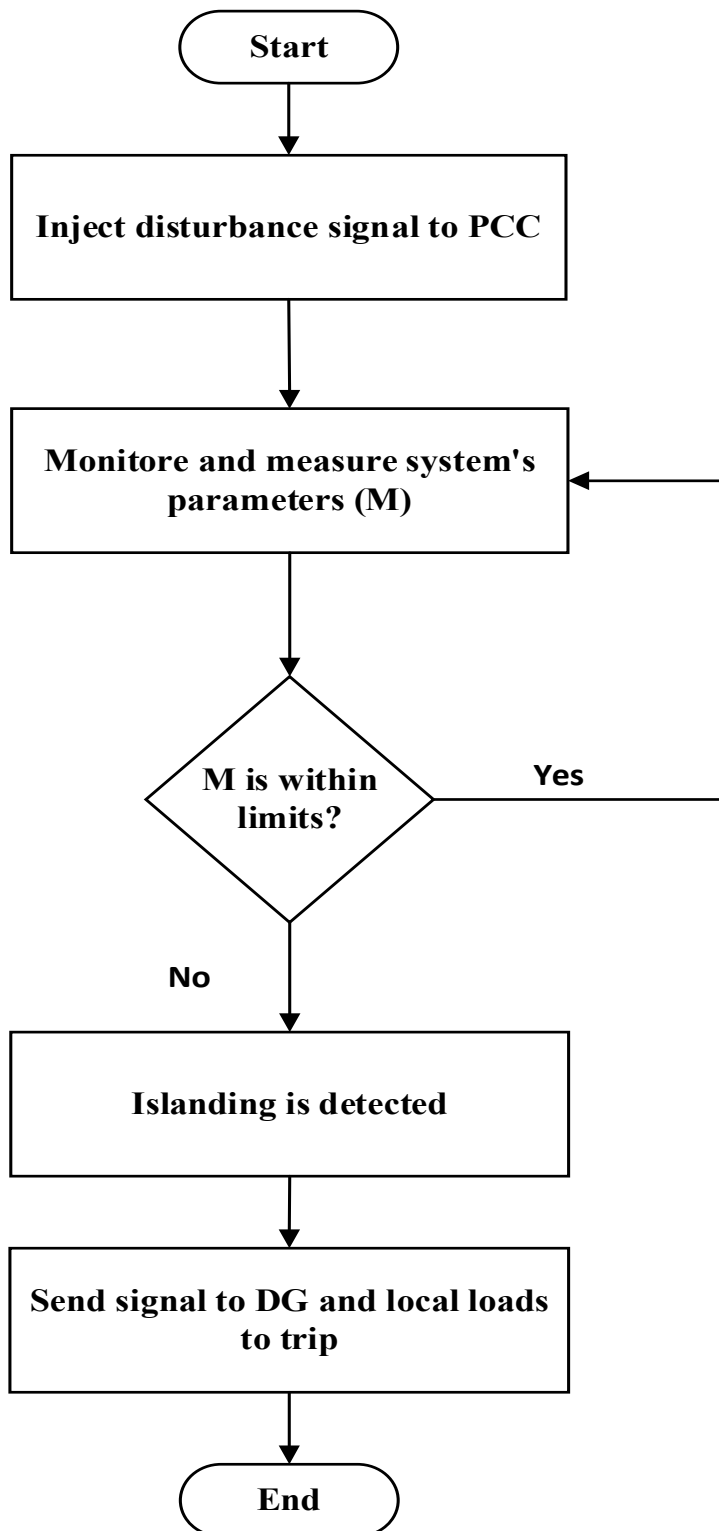 Start
Inject disturbance signal to PCC
Monitore and measure system's
parameters (M)
M is within
limits?
Yes
No
Islanding is detected
Send signal to DG and local loads
to trip
End